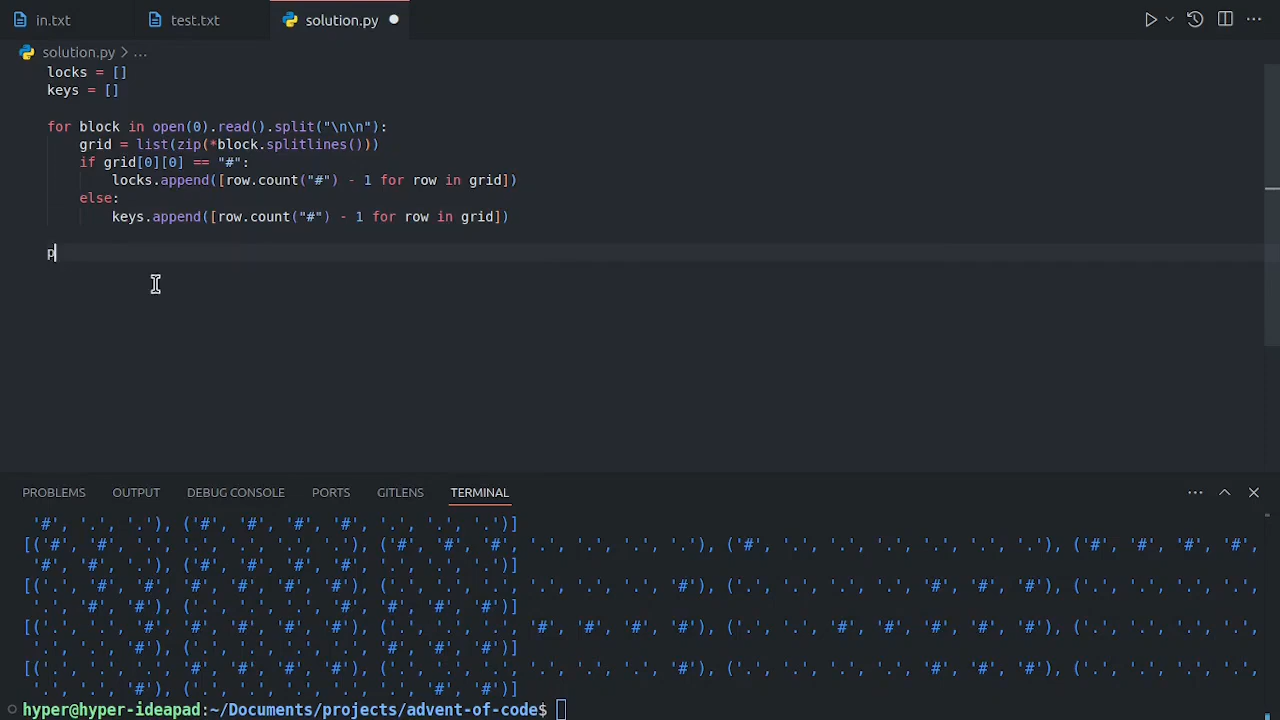 in.txt test.txt solution.py
solution.py > ...
locks = []
keys = []
for block in open(0).read().split("\n\n"):
grid = list(zip(*block.splitlines()))
if grid[0][0] == "#":
locks.append([row.count("#") - 1 for row in grid])
else:
keys.append([row.count("#") - 1 for row in grid])
p
PROBLEMS OUTPUT DEBUG CONSOLE PORTS GITLENS TERMINAL
'#', '.', '.'), ('#', '#', '#', '#', '.', '.', '.')]
[('#', '#', '.', '.', '.', '.', '.'), ('#', '#', '#', '.', '.', '.', '.'), ('#', '.', '.', '.', '.', '.', '.'), ('#', '#', '#', '#',
'#', '#', '.'), ('#', '#', '#', '#', '.', '.', '.')]
[('.', '#', '#', '#', '#', '#', '#'), ('.', '.', '.', '.', '.', '.', '#'), ('.', '.', '.', '.', '#', '#', '#'), ('.', '.', '.', '.',
'.', '#', '#'), ('.', '.', '.', '#', '#', '#', '#')]
[('.', '.', '#', '#', '#', '#', '#'), ('.', '.', '.', '#', '#', '#', '#'), ('.', '.', '#', '#', '#', '#', '#'), ('.', '.', '.', '.',
'.', '.', '#'), ('.', '.', '.', '.', '#', '#', '#')]
[('.', '.', '.', '#', '#', '#', '#'), ('.', '.', '.', '.', '.', '.', '#'), ('.', '.', '.', '.', '#', '#', '#'), ('.', '.', '.', '.',
'.', '.', '#'), ('.', '.', '.', '.', '.', '#', '#')]
hyper@hyper-ideapad:~/Documents/projects/advent-of-code$